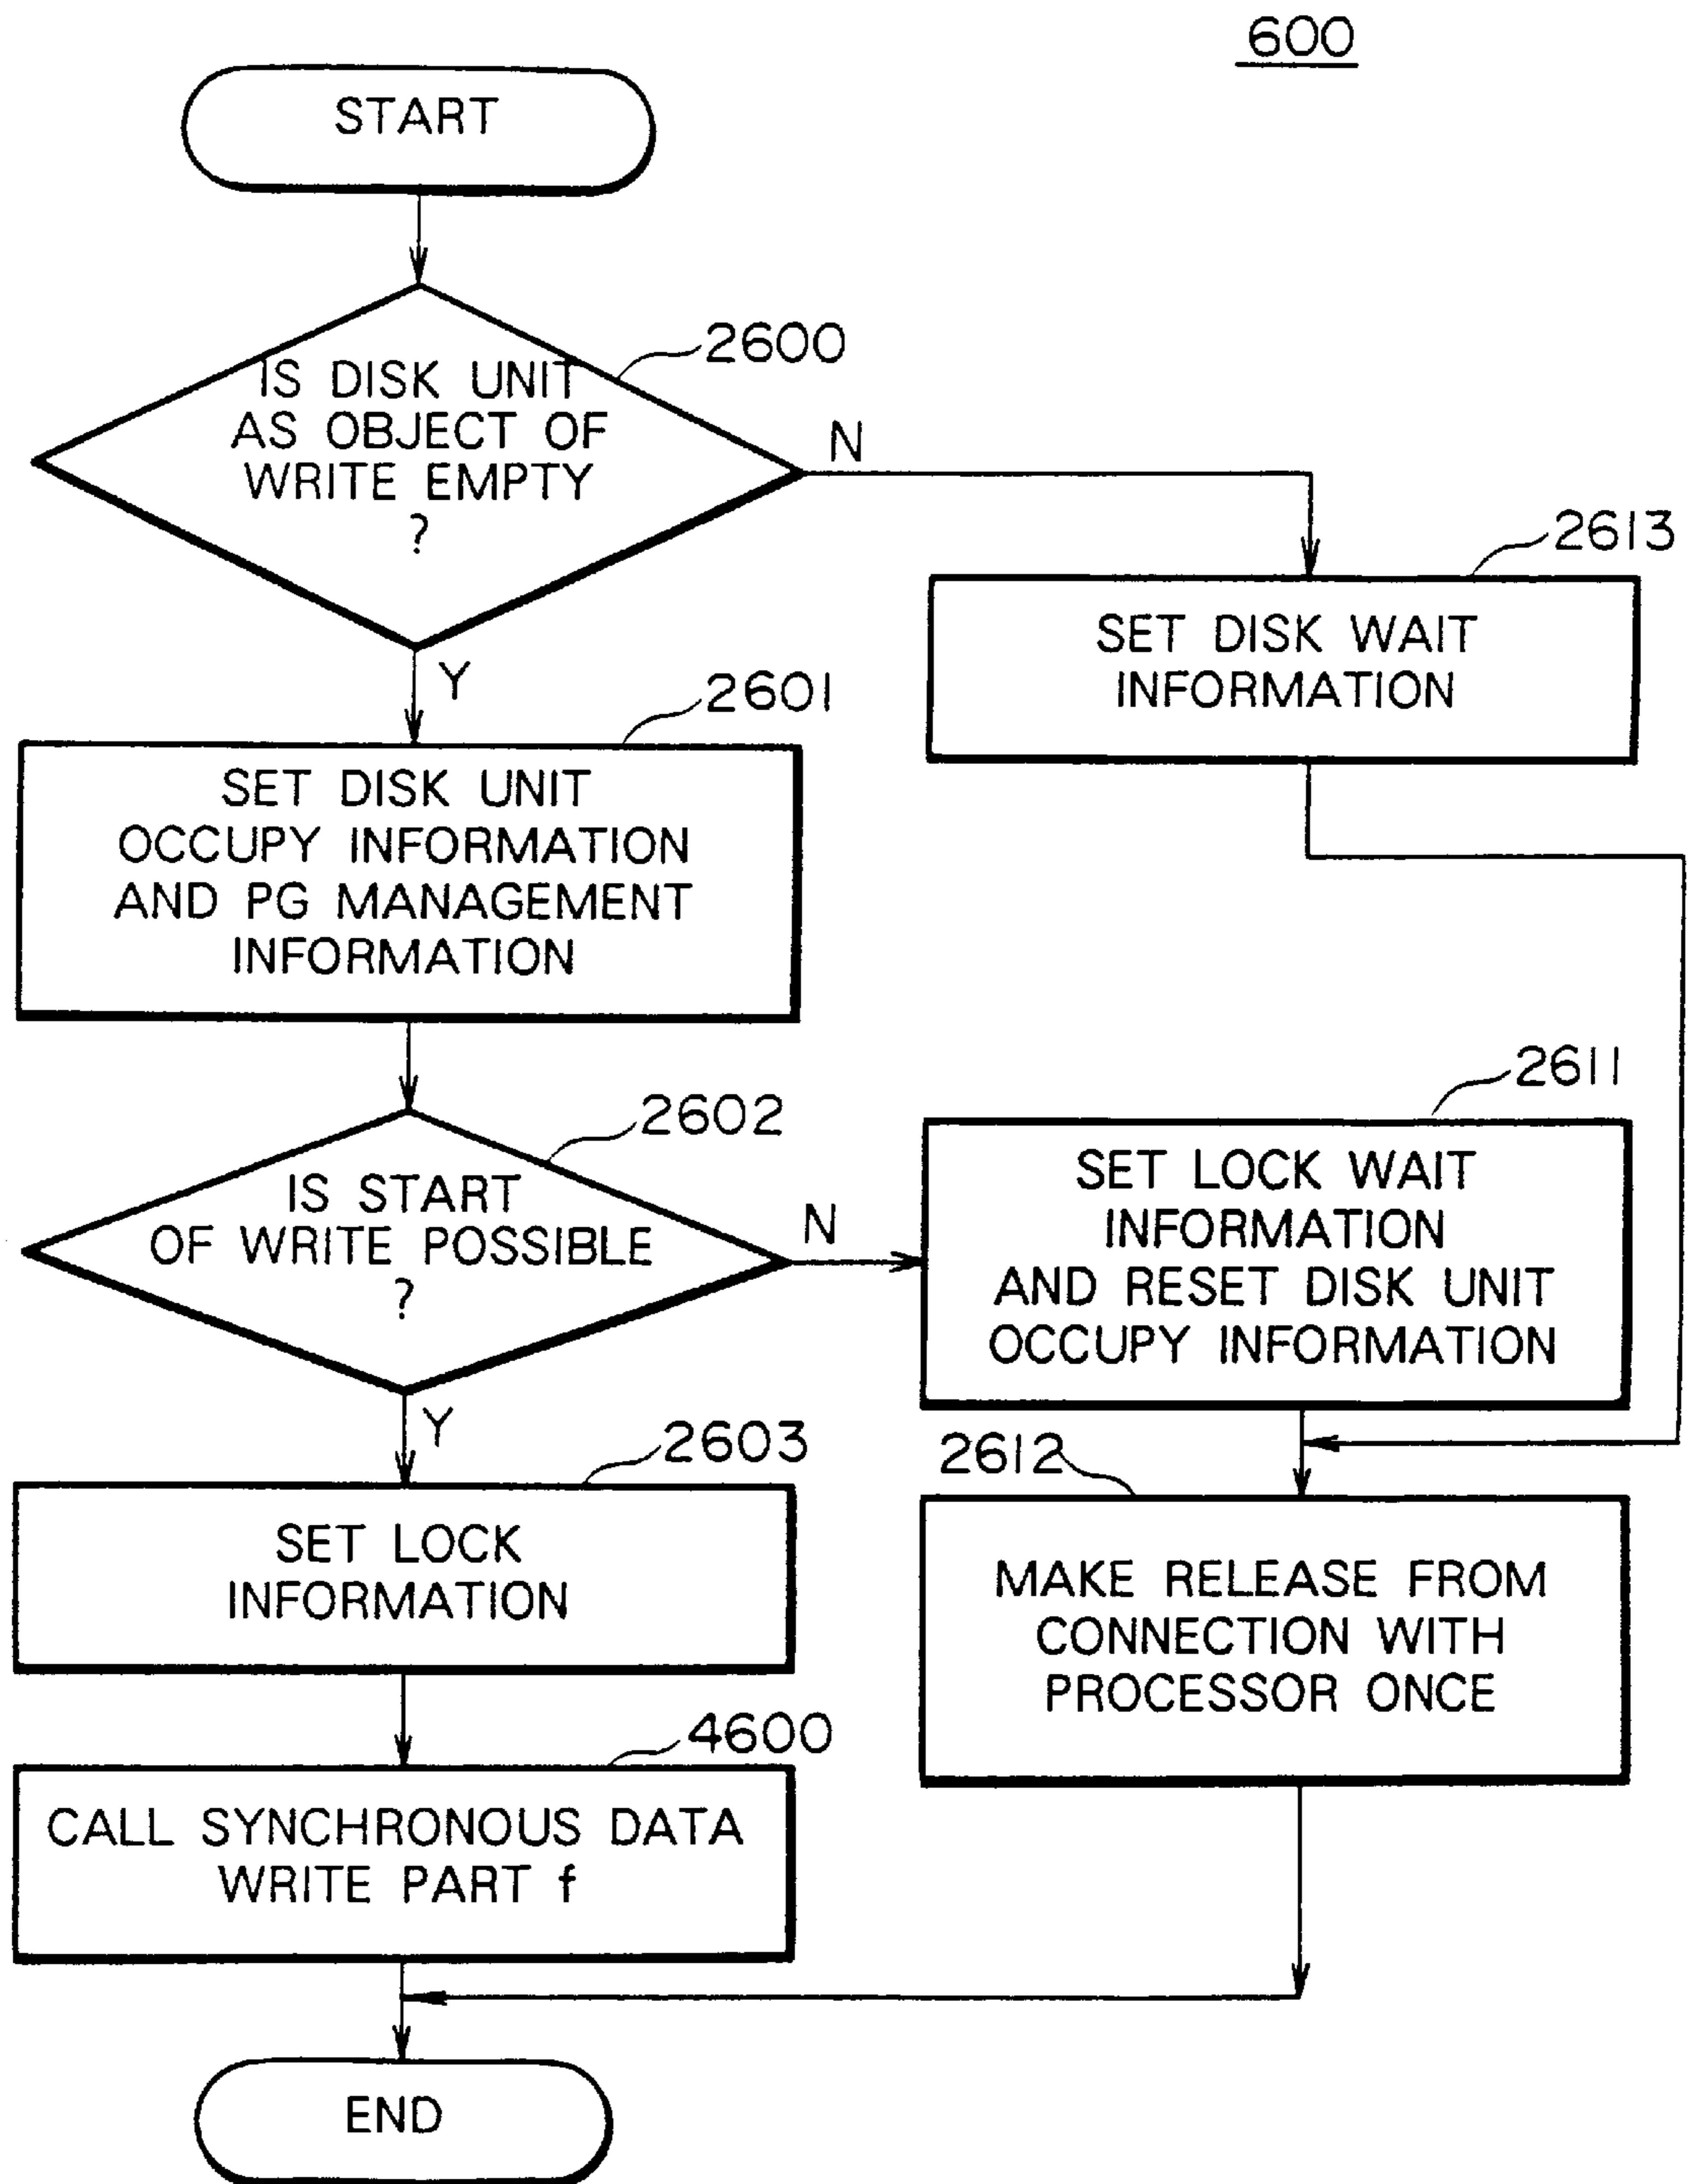 600
START
2600
IS DISK UNIT
AS OBJECT OF
WRITE EMPTY
?
N
Y
2613
SET DISK WAIT
INFORMATION
2601
SET DISK UNIT
OCCUPY INFORMATION
AND PG MANAGEMENT
INFORMATION
2602
IS START
OF WRITE POSSIBLE
?
N
Y
2611
SET LOCK WAIT
INFORMATION
AND RESET DISK UNIT
OCCUPY INFORMATION
2603
SET LOCK
INFORMATION
2612
MAKE RELEASE FROM
CONNECTION WITH
PROCESSOR ONCE
4600
CALL SYNCHRONOUS DATA
WRITE PART f
END